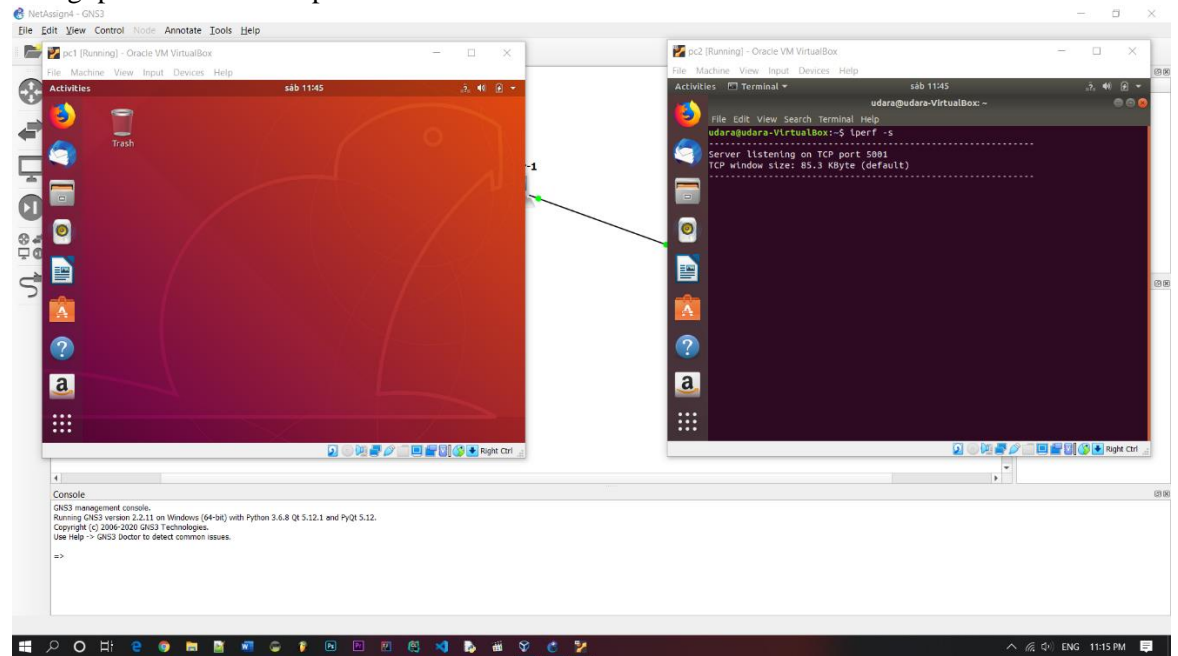 NetAssign4 - GNS3
File Edit View Control Node Annotate Tools Help
pc1 [Running] - Oracle VM VirtualBox
File Machine View Input Devices Help
Activities
sáb 11:45
Trash
Right Ctrl
-1
pc2 [Running] - Oracle VM VirtualBox
File Machine View Input Devices Help
Activities Terminal sáb 11:45
udara@udara-VirtualBox: ~
File Edit View Search Terminal Help
udara@udara-VirtualBox:~$ iperf -s
------------------------------------------------------------
Server listening on TCP port 5001
TCP window size: 85.3 KByte (default)
------------------------------------------------------------
Right Ctrl
Console
GNS3 management console.
Running GNS3 version 2.2.11 on Windows (64-bit) with Python 3.6.8 Qt 5.12.1 and PyQt 5.12.
Copyright (c) 2006-2020 GNS3 Technologies.
Use Help -> GNS3 Doctor to detect common issues.
=>
ENG 11:15 PM